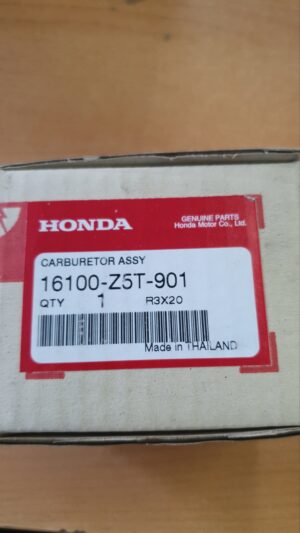 HONDA
GENUINE PARTS
Honda Motor Co., Ltd.
CARBURETOR ASSY
16100-Z5T-901
QTY 1 R3X20
Made in THAILAND